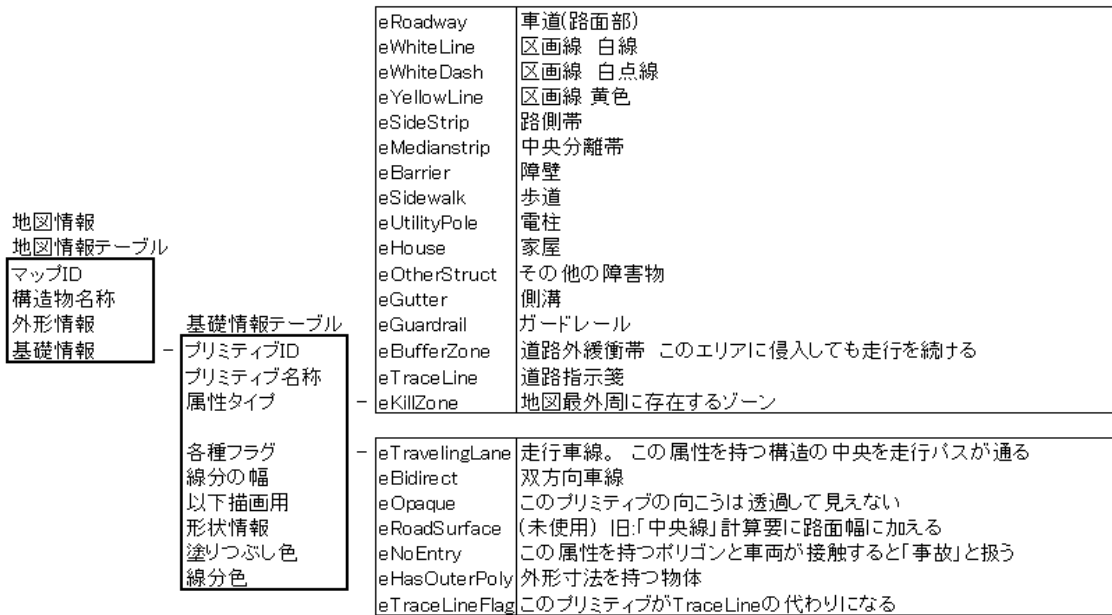 地図情報
地図情報テーブル
マップID
構造物名称
外形情報
基礎情報 -
基礎情報テーブル
プリミティブID
プリミティブ名称
属性タイプ -
各種フラグ -
線分の幅
以下描画用
形状情報
塗りつぶし色
線分色
eRoadway 車道(路面部)
eWhiteLine 区画線 白線
eWhiteDash 区画線 白点線
eYellowLine 区画線 黄色
eSideStrip 路側帯
eMedianstrip 中央分離帯
eBarrier 障壁
eSidewalk 歩道
eUtilityPole 電柱
eHouse 家屋
eOtherStruct その他の障害物
eGutter 側溝
eGuardrail ガードレール
eBufferZone 道路外緩衝帯 このエリアに侵入しても走行を続ける
eTraceLine 道路指示箋
eKillZone 地図最外周に存在するゾーン
eTravelingLane 走行車線。 この属性を持つ構造の中央を走行パスが通る
eBidirect 双方向車線
eOpaque このプリミティブの向こうは透過して見えない
eRoadSurface (未使用) 旧:「中央線」計算要に路面幅に加える
eNoEntry この属性を持つポリゴンと車両が接触すると「事故」と扱う
eHasOuterPoly 外形寸法を持つ物体
eTraceLineFlag このプリミティブがTraceLineの代わりになる